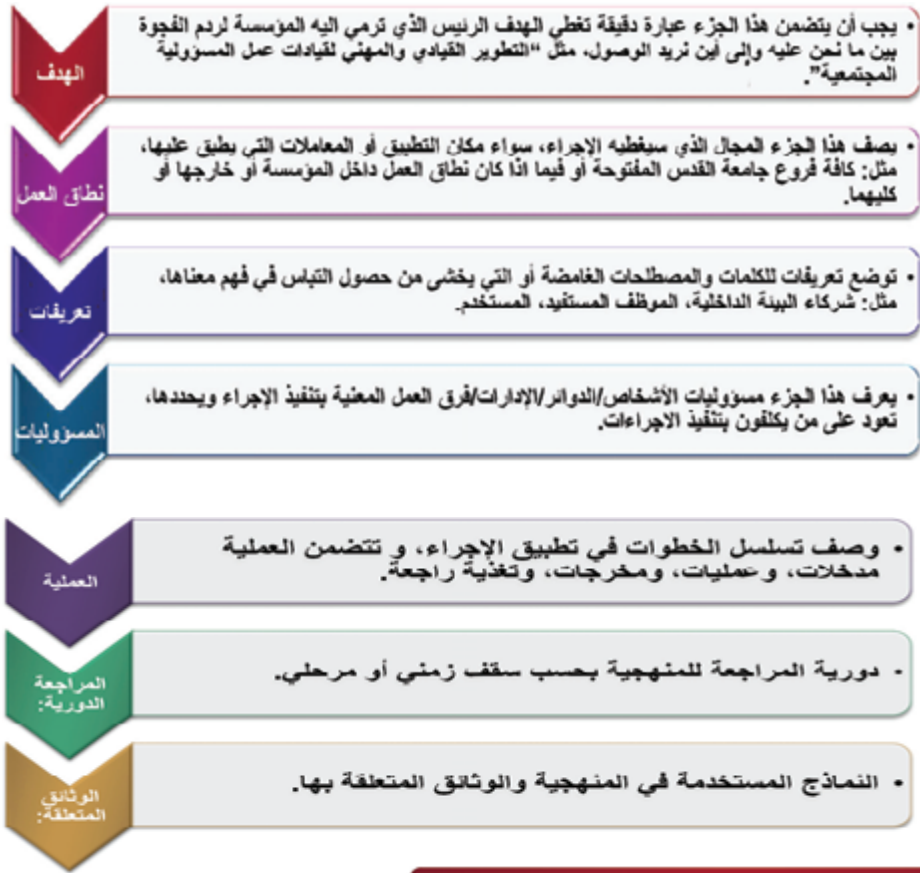 الهدف
• يجب أن يتضمن هذا الجزء عبارة دقيقة تغطي الهدف الرئيس الذي ترمي اليه المؤسسة لردم الفجوة
بين ما نحن عليه وإلى أين نريد الوصول، مثل “التطوير القيادي والمهني لقيادات عمل المسؤولية
المجتمعية”.
نطاق العمل
• يصف هذا الجزء المجال الذي سيغطيه الإجراء، سواء مكان التطبيق أو المعاملات التي يطبق عليها،
مثل: كافة فروع جامعة القدس المفتوحة أو فيما اذا كان نطاق العمل داخل المؤسسة أو خارجها أو
كليهما.
تعريفات
• توضع تعريفات للكلمات والمصطلحات الغامضة أو التي يخشى من حصول التباس في فهم معناها،
مثل: شركاء البيئة الداخلية، الموظف المستفيد، المستخدم.
المسؤوليات
• يعرف هذا الجزء مسؤوليات الأشخاص/الدوائر/الإدارات/فرق العمل المعنية بتنفيذ الإجراء ويحددها،
تعود على من يكلفون بتنفيذ الاجراءات.
العملية
• وصف تسلسل الخطوات في تطبيق الإجراء، و تتضمن العملية
مدخلات، وعمليات، ومخرجات، وتغذية راجعة.
المراجعة
الدورية:
• دورية المراجعة للمنهجية بحسب سقف زمني أو مرحلي.
الوثائق
المتعلقة:
• النماذج المستخدمة في المنهجية والوثائق المتعلقة بها.